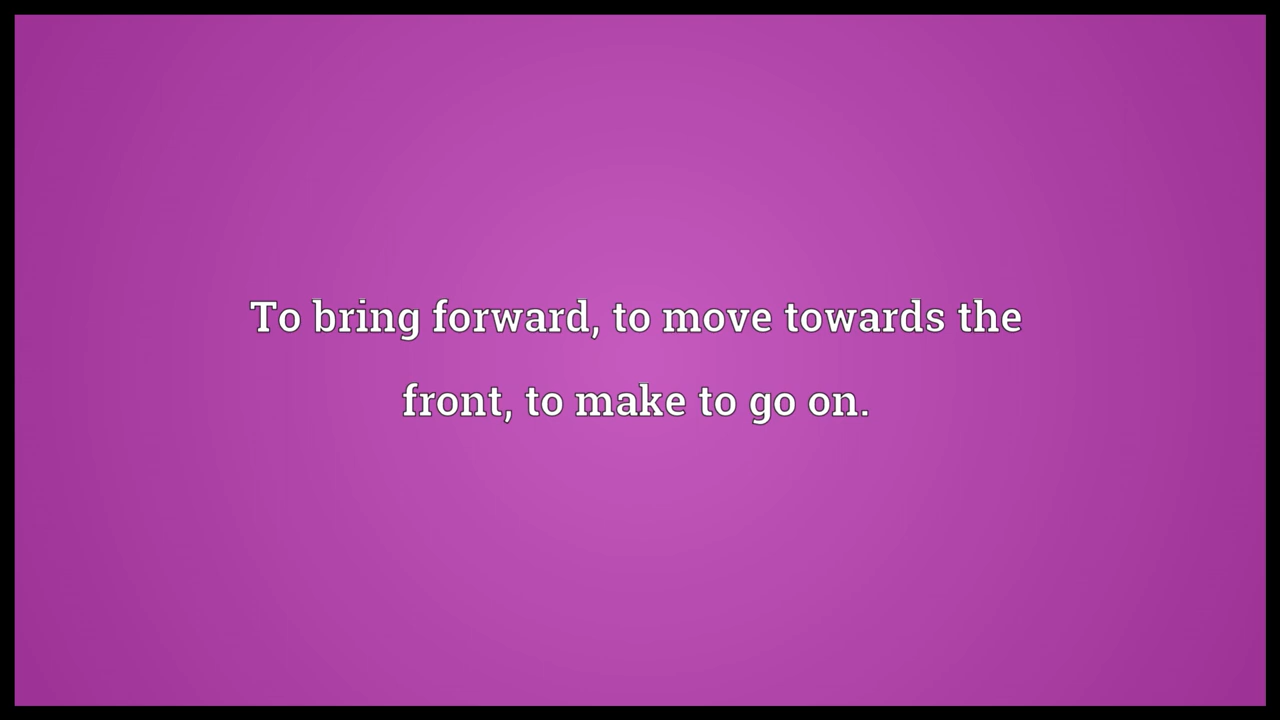 To bring forward, to move towards the
front, to make to go on.